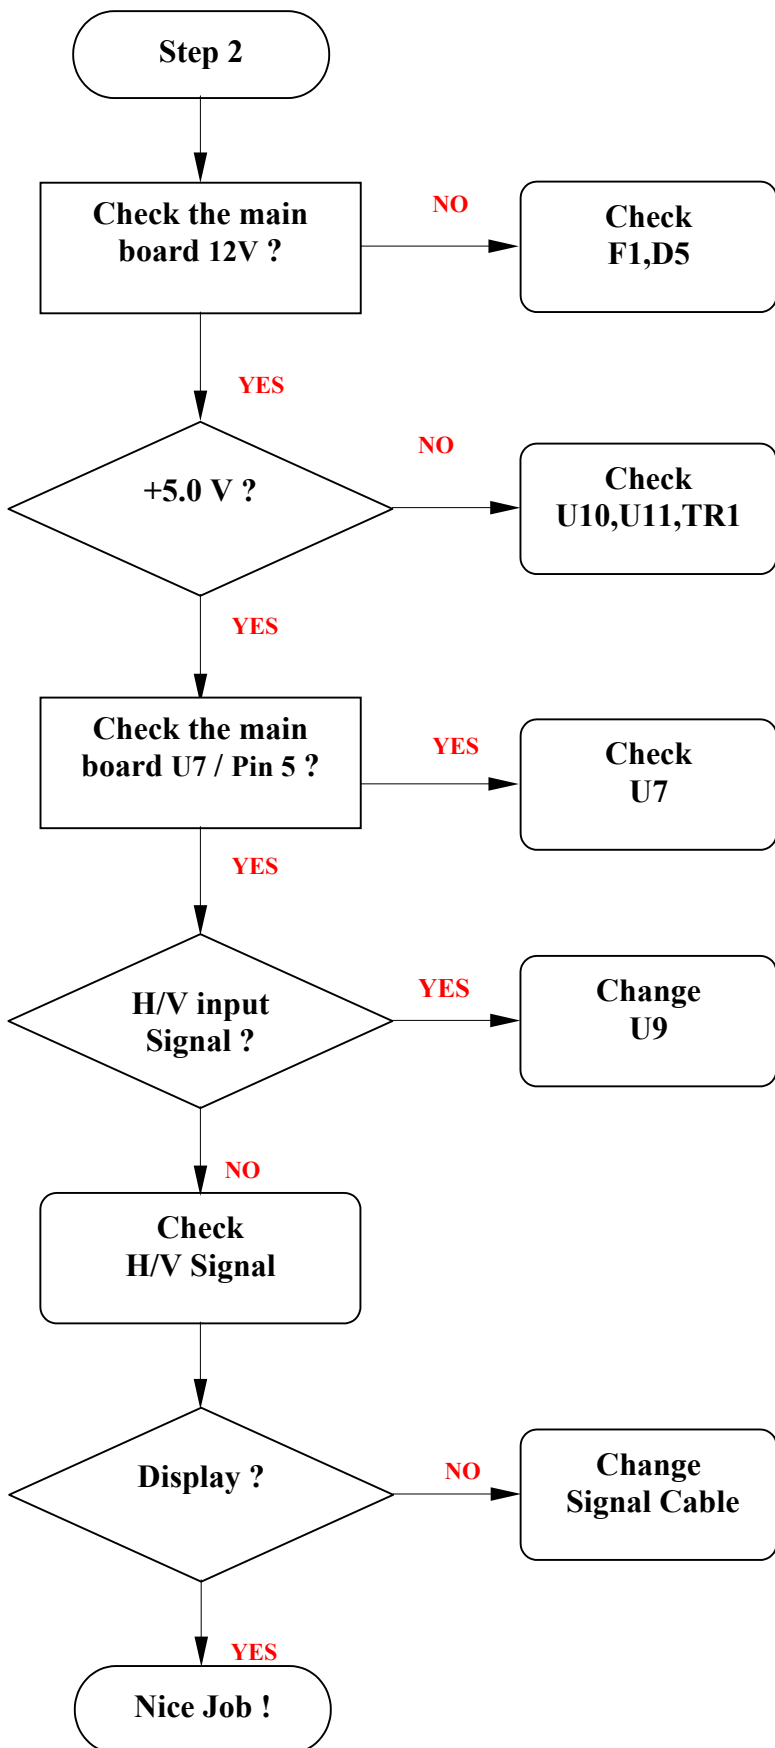 Step 2
Check the main
board 12V ?
NO
Check
F1,D5
YES
+5.0 V ?
NO
Check
U10,U11,TR1
YES
Check the main
board U7 / Pin 5 ?
YES
Check
U7
YES
H/V input
Signal ?
YES
Change
U9
NO
Check
H/V Signal
Display ?
NO
Change
Signal Cable
YES
Nice Job !